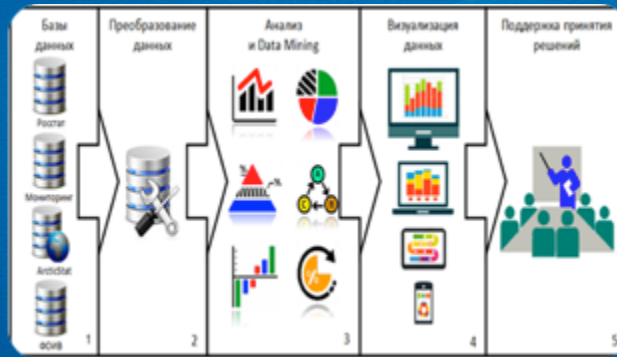 Базы
данных
Росстат
Мониторинг
ArcticStat
ФОИВ
1
Преобразование
данных
2
Анализ
и Data Mining
3
Визуализация
данных
4
Поддержка принятия
решений
5